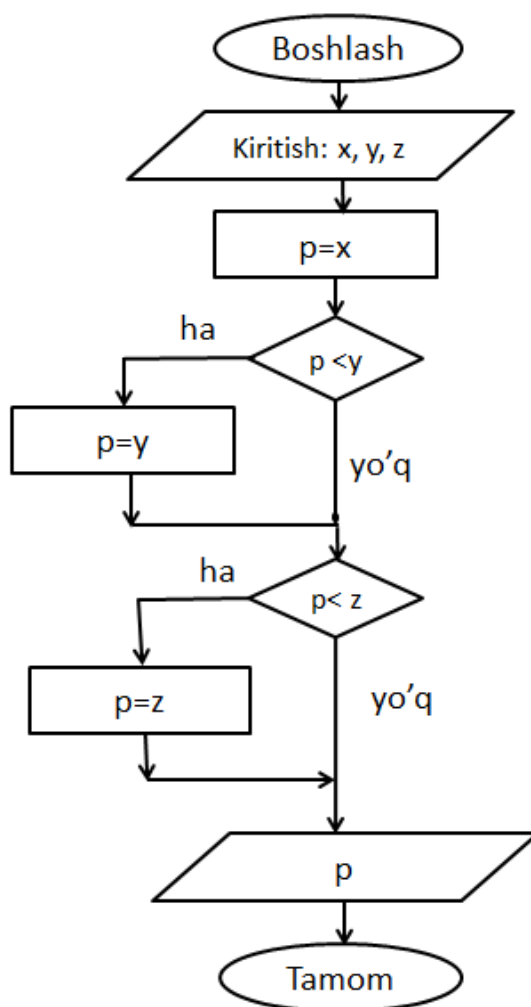 Boshlash
Kiritish: x, y, z
p=x
ha
p <y
p=y
yo’q
ha
p< z
p=z
yo’q
p
Tamom